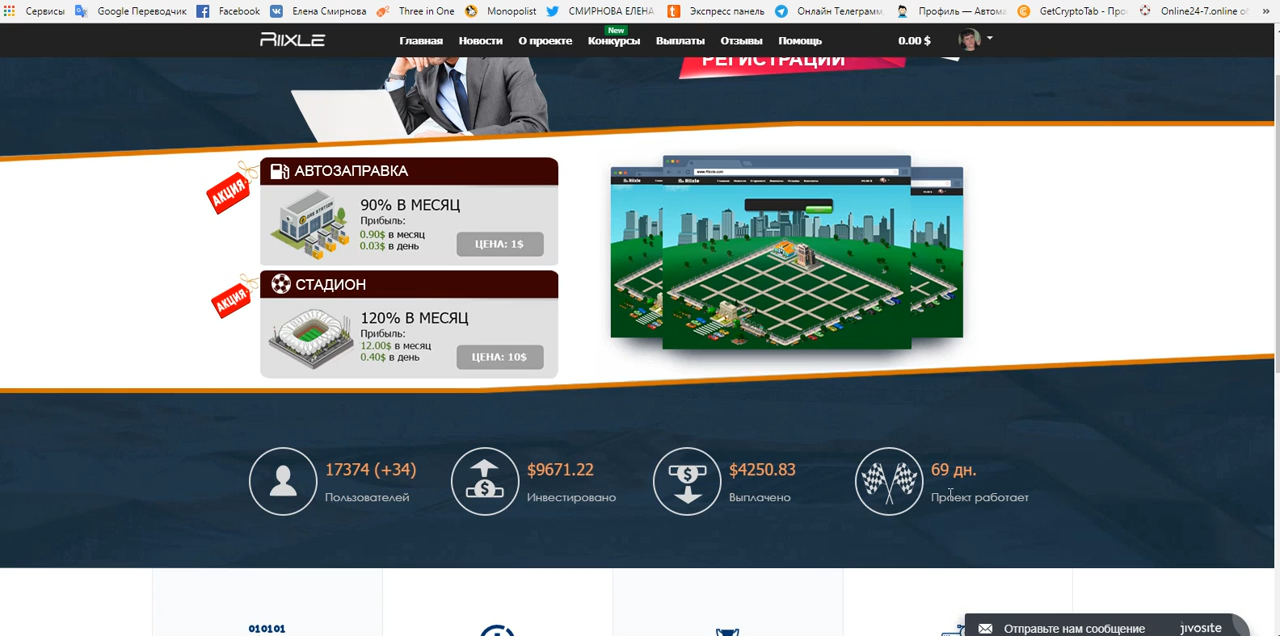 Сервисы Google Переводчик Facebook Елена Смирнова Three in One Monopolist СМИРНОВА ЕЛЕНА Экспресс панель Онлайн Телеграмм Профиль — Автома GetCryptoTab - Про Online24-7.online о »
RIIXLE Главная Новости О проекте Конкурсы New Выплаты Отзывы Помощь 0.00 $
РЕГИСТРАЦИИ
АКЦИЯ
АВТОЗАПРАВКА
90% В МЕСЯЦ
Прибыль:
0.90$ в месяц
0.03$ в день
ЦЕНА: 1$
АКЦИЯ
СТАДИОН
120% В МЕСЯЦ
Прибыль:
12.00$ в месяц
0.40$ в день
ЦЕНА: 10$
17374 (+34)
Пользователей
$9671.22
Инвестировано
$4250.83
Выплачено
69 дн.
Проект работает
010101
Отправьте нам сообщение jivosite